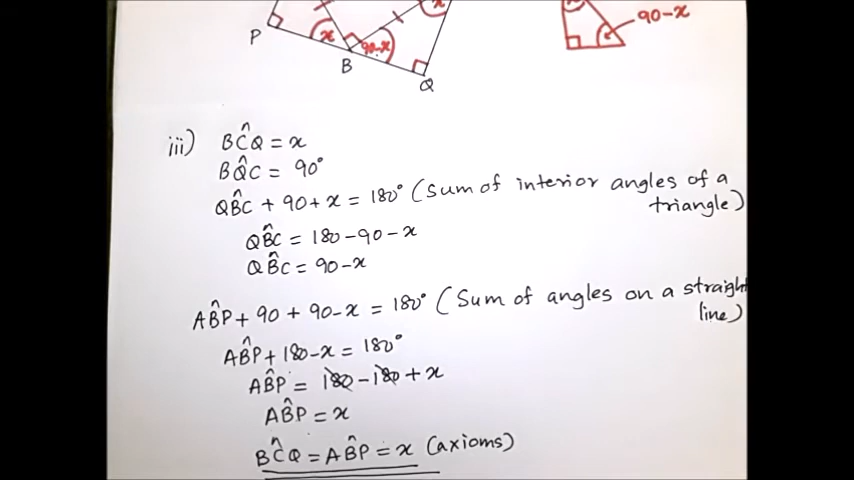 x
x
90-x
P
x
90-x
B
Q
90-x
iii) BĈQ = x
BQ̂C = 90°
QB̂C + 90 + x = 180° (Sum of interior angles of a triangle)
QB̂C = 180 - 90 - x
QB̂C = 90 - x
AB̂P + 90 + 90 - x = 180° (Sum of angles on a straight line)
AB̂P + 180 - x = 180°
AB̂P = 180 - 180 + x
AB̂P = x
BĈQ = AB̂P = x (axioms)